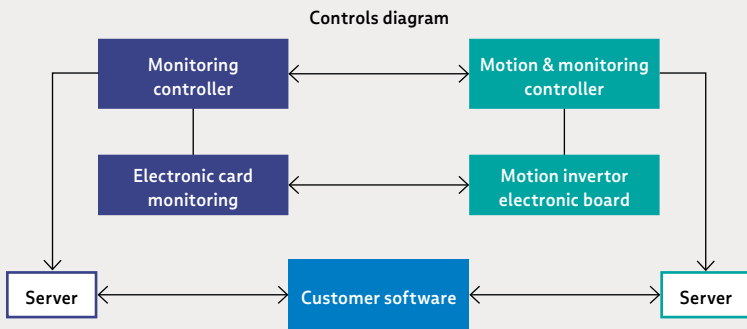 Controls diagram
Monitoring
controller
Motion & monitoring
controller
Electronic card
monitoring
Motion invertor
electronic board
Server
Customer software
Server